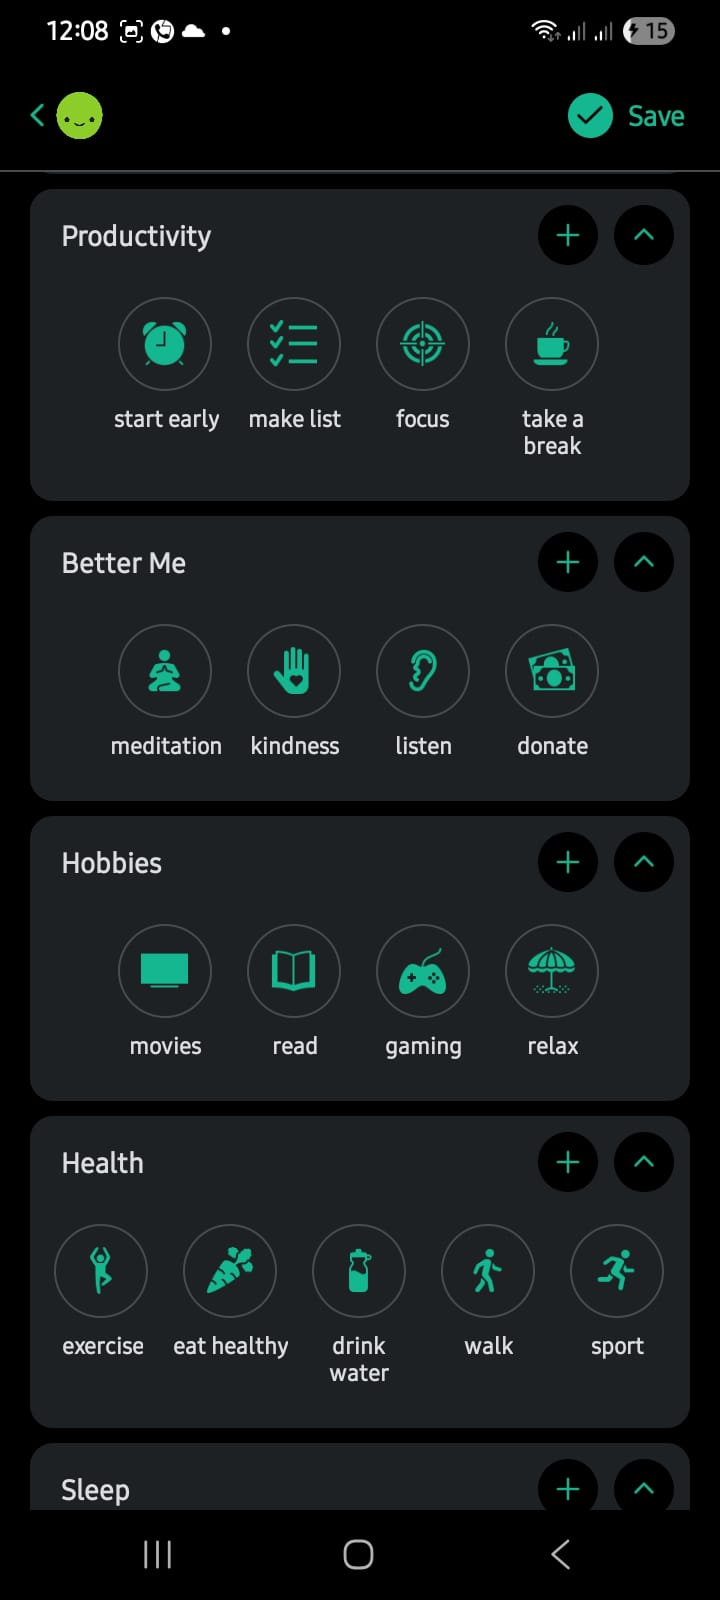 12:08
15
Save
Productivity
start early make list focus take a
break
Better Me
meditation kindness listen donate
Hobbies
movies read gaming relax
Health
exercise eat healthy drink walk sport
water
Sleep